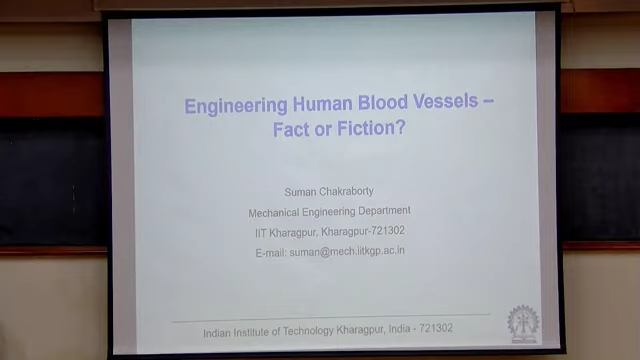 Engineering Human Blood Vessels –
Fact or Fiction?
Suman Chakraborty
Mechanical Engineering Department
IIT Kharagpur, Kharagpur-721302
E-mail: suman@mech.iitkgp.ac.in
Indian Institute of Technology Kharagpur, India - 721302